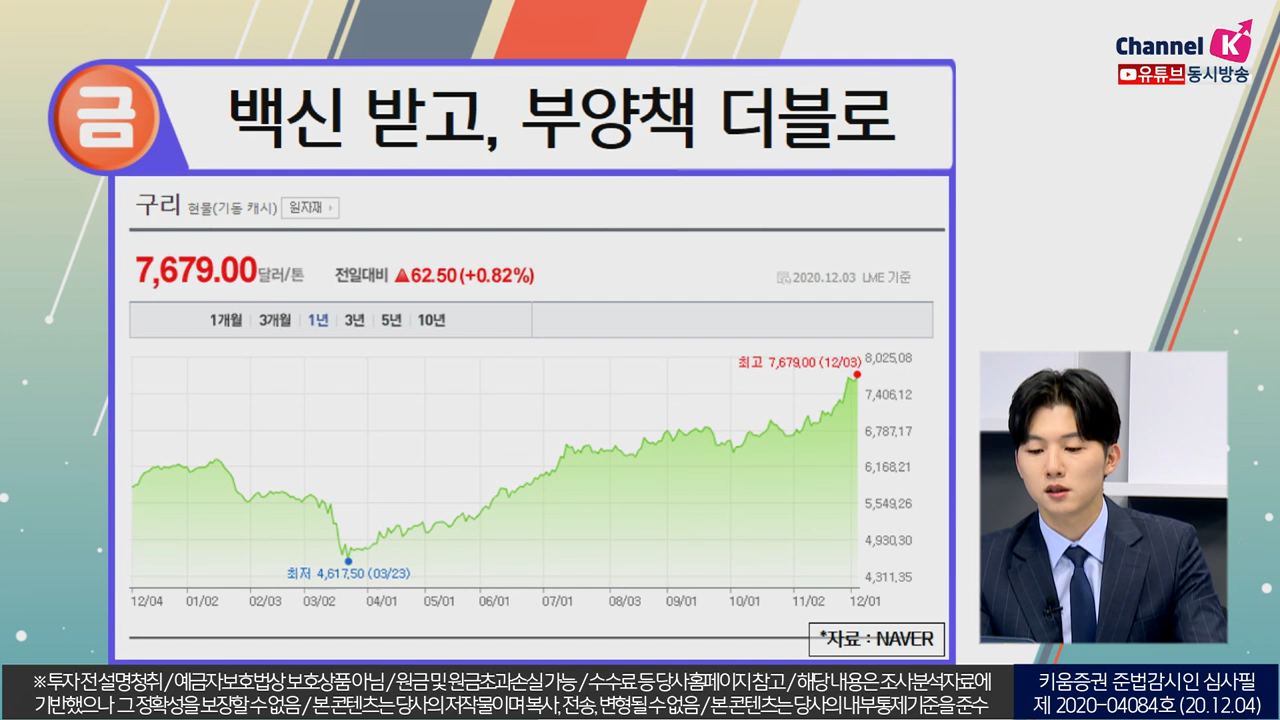 Channel K
유튜브동시방송
금
백신 받고, 부양책 더블로
구리 현물(기동 캐시) 원자재
7,679.00달러/톤 전일대비 ▲62.50(+0.82%) 2020.12.03 LME 기준
1개월 3개월 1년 3년 5년 10년
최고 7,679.00 (12/03)
8,025,08
7,406,12
6,787,17
6,168,21
5,549,26
4,930,30
4,311,35
최저 4,617.50 (03/23)
12/04 01/02 02/03 03/02 04/01 05/01 06/01 07/01 08/03 09/01 10/01 11/02 12/01
*자료 : NAVER
※ 투자 전 설명청취 / 예금자보호법상 보호상품 아님 / 원금 및 원금초과손실 가능 / 수수료 등 당사홈페이지 참고 / 해당 내용은 조사분석자료에
기반했으나 그 정확성을 보장할 수 없음 / 본 콘텐츠는 당사의 저작물이며 복사, 전송, 변형될 수 없음 / 본 콘텐츠는 당사의 내부통제기준을 준수
키움증권 준법감시인 심사필
제 2020-04084호 (20.12.04)